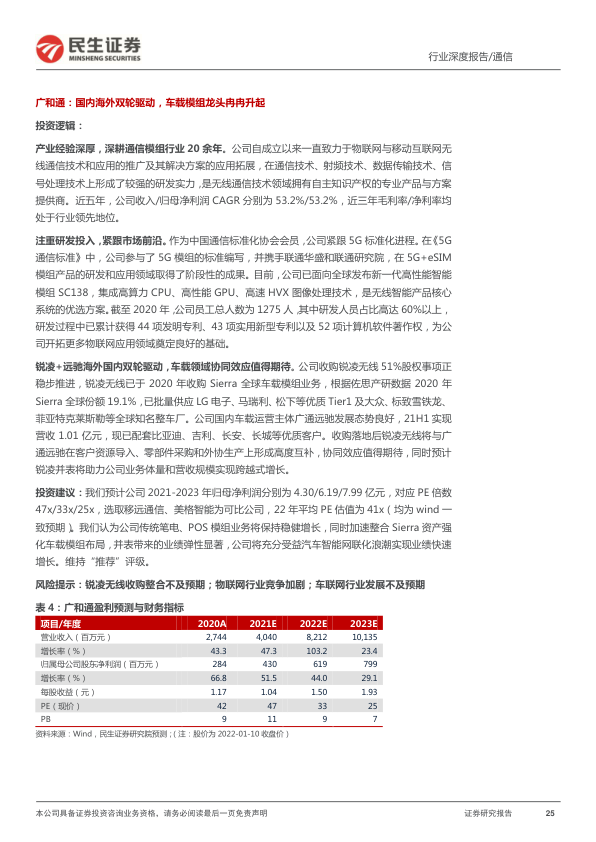 民生证券
MINSHENG SECURITIES
行业深度报告/通信
广和通：国内海外双轮驱动，车载模组龙头冉冉升起
投资逻辑：
产业经验深厚，深耕通信模组行业 20 余年。公司自成立以来一直致力于物联网与移动互联网无
线通信技术和应用的推广及其解决方案的应用拓展，在通信技术、射频技术、数据传输技术、信
号处理技术上形成了较强的研发实力，是无线通信技术领域拥有自主知识产权的专业产品与方案
提供商。近五年，公司收入/归母净利润 CAGR 分别为 53.2%/53.2%，近三年毛利率/净利率均
处于行业领先地位。
注重研发投入，紧跟市场前沿。作为中国通信标准化协会会员，公司紧跟 5G 标准化进程。在《5G
通信标准》中，公司参与了 5G 模组的标准编写，并携手联通华盛和联通研究院，在 5G+eSIM
模组产品的研发和应用领域取得了阶段性的成果。目前，公司已面向全球发布新一代高性能智能
模组 SC138，集成高算力 CPU、高性能 GPU、高速 HVX 图像处理技术，是无线智能产品核心
系统的优选方案。截至 2020 年，公司员工总人数为 1275 人，其中研发人员占比高达 60%以上，
研发过程中已累计获得 44 项发明专利、43 项实用新型专利以及 52 项计算机软件著作权，为公
司开拓更多物联网应用领域奠定良好的基础。
锐凌+远驰海外国内双轮驱动，车载领域协同效应值得期待。公司收购锐凌无线 51%股权事项正
稳步推进，锐凌无线已于 2020 年收购 Sierra 全球车载模组业务，根据佐思产研数据 2020 年
Sierra 全球份额 19.1%，已批量供应 LG 电子、马瑞利、松下等优质 Tier1 及大众、标致雪铁龙、
菲亚特克莱斯勒等全球知名整车厂。公司国内车载运营主体广通远驰发展态势良好，21H1 实现
营收 1.01 亿元，现已配套比亚迪、吉利、长安、长城等优质客户。收购落地后锐凌无线将与广
通远驰在客户资源导入、零部件采购和外协生产上形成高度互补，协同效应值得期待，同时预计
锐凌并表将助力公司业务体量和营收规模实现跨越式增长。
投资建议：我们预计公司 2021-2023 年归母净利润分别为 4.30/6.19/7.99 亿元，对应 PE 倍数
47x/33x/25x，选取移远通信、美格智能为可比公司，22 年平均 PE 估值为 41x（均为 wind 一
致预期）。我们认为公司传统笔电、POS 模组业务将保持稳健增长，同时加速整合 Sierra 资产强
化车载模组布局，并表带来的业绩弹性显著，公司将充分受益汽车智能网联化浪潮实现业绩快速
增长。维持“推荐”评级。
风险提示：锐凌无线收购整合不及预期；物联网行业竞争加剧；车联网行业发展不及预期
表 4：广和通盈利预测与财务指标
项目/年度 2020A 2021E 2022E 2023E
营业收入（百万元） 2,744 4,040 8,212 10,135
增长率（%） 43.3 47.3 103.2 23.4
归属母公司股东净利润（百万元） 284 430 619 799
增长率（%） 66.8 51.5 44.0 29.1
每股收益（元） 1.17 1.04 1.50 1.93
PE（现价） 42 47 33 25
PB 9 11 9 7
资料来源：Wind，民生证券研究院预测；（注：股价为 2022-01-10 收盘价）
本公司具备证券投资咨询业务资格，请务必阅读最后一页免责声明 证券研究报告 25